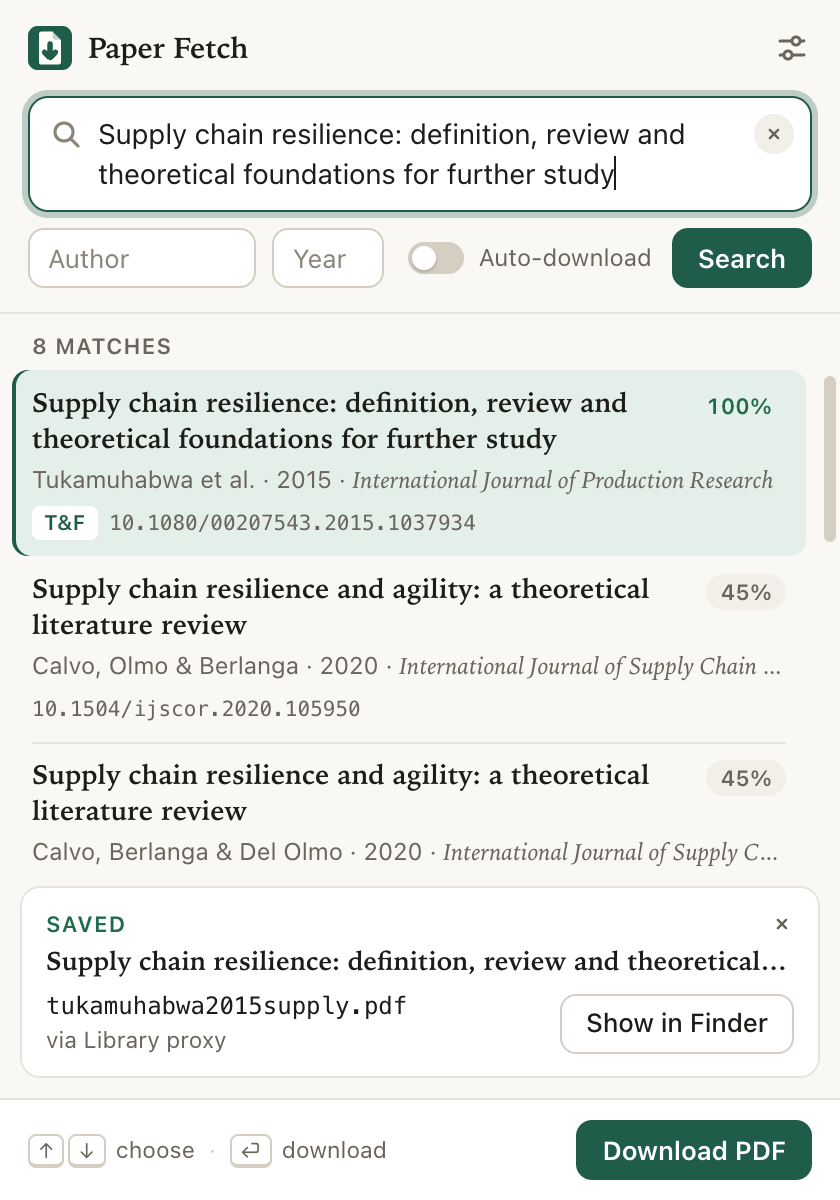 Paper Fetch
Supply chain resilience: definition, review and
theoretical foundations for further study
×
Author
Year
Auto-download
Search
8 MATCHES
Supply chain resilience: definition, review and
theoretical foundations for further study
100%
Tukamuhabwa et al. · 2015 · International Journal of Production Research
T&F 10.1080/00207543.2015.1037934
Supply chain resilience and agility: a theoretical
literature review
45%
Calvo, Olmo & Berlanga · 2020 · International Journal of Supply Chain ...
10.1504/ijscor.2020.105950
Supply chain resilience and agility: a theoretical
literature review
45%
Calvo, Berlanga & Del Olmo · 2020 · International Journal of Supply C...
SAVED
×
Supply chain resilience: definition, review and theoretical...
tukamuhabwa2015supply.pdf
via Library proxy
Show in Finder
↑ ↓ choose · ↵ download
Download PDF